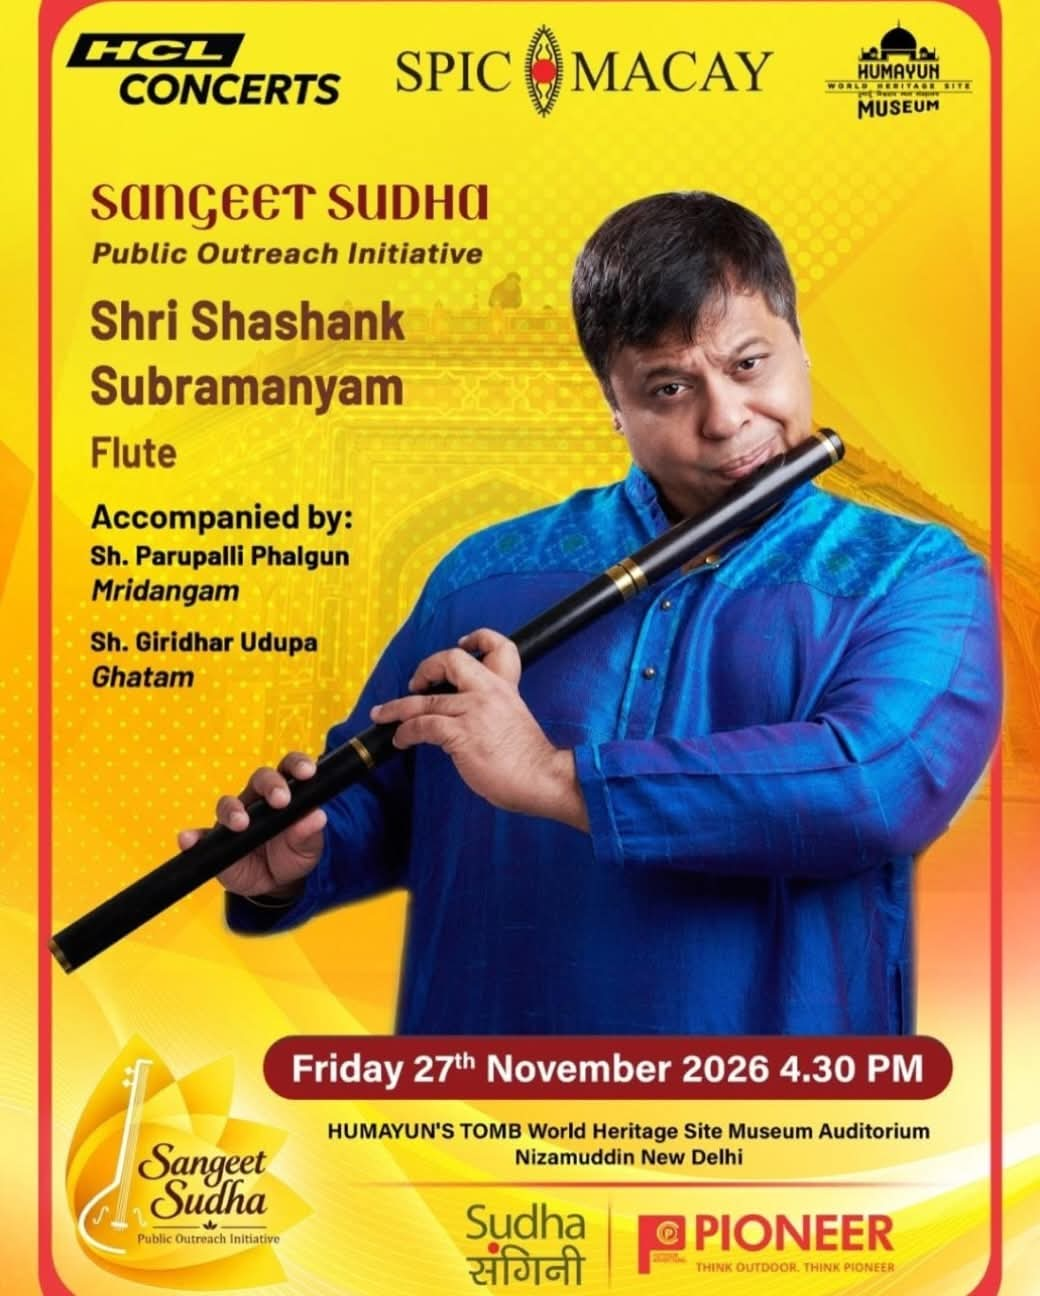 HCL
CONCERTS
SPIC MACAY
HUMAYUN
WORLD HERITAGE SITE
MUSEUM
SANGEET SUDHA
Public Outreach Initiative
Shri Shashank
Subramanyam
Flute
Accompanied by:
Sh. Parupalli Phalgun
Mridangam
Sh. Giridhar Udupa
Ghatam
Friday 27th November 2026 4.30 PM
HUMAYUN'S TOMB World Heritage Site Museum Auditorium
Nizamuddin New Delhi
Sangeet
Sudha
Public Outreach Initiative
Sudha
संगिनी
PIONEER
THINK OUTDOOR. THINK PIONEER